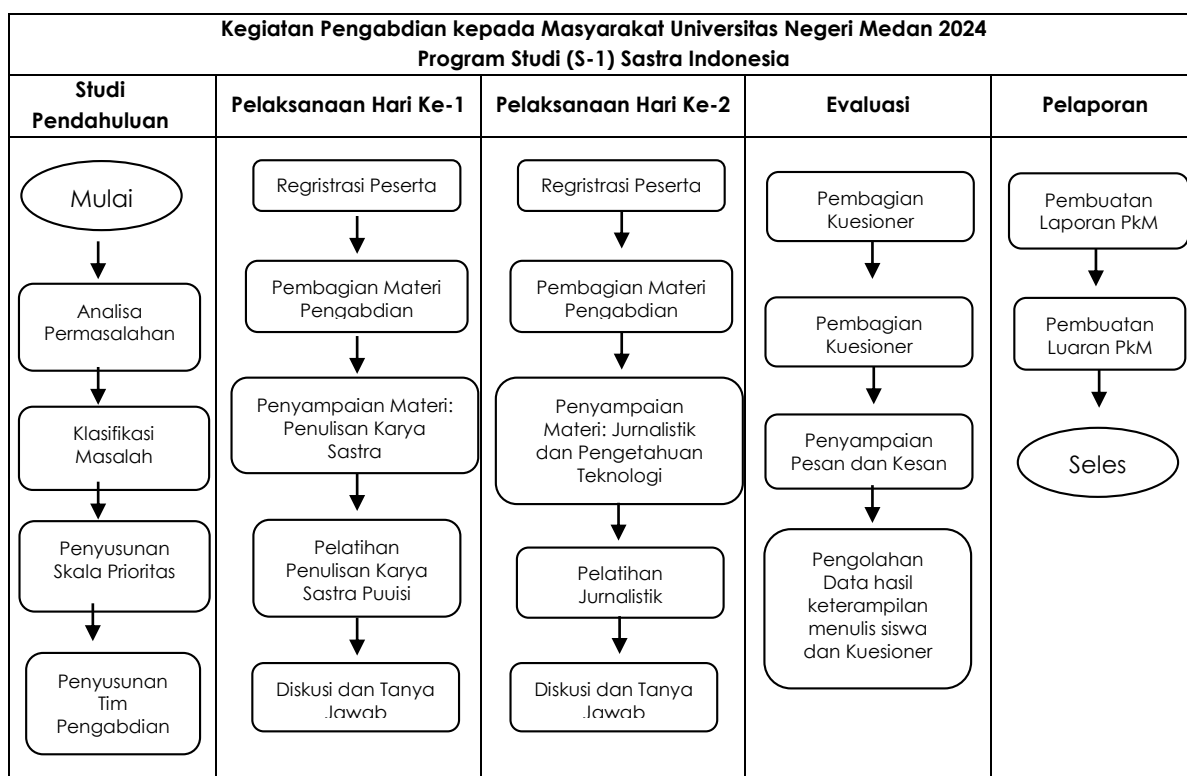 Kegiatan Pengabdian kepada Masyarakat Universitas Negeri Medan 2024
Program Studi (S-1) Sastra Indonesia
Studi
Pendahuluan
Pelaksanaan Hari Ke-1
Pelaksanaan Hari Ke-2
Evaluasi
Pelaporan
Mulai
Analisa
Permasalahan
Klasifikasi
Masalah
Penyusunan
Skala Prioritas
Penyusunan
Tim
Pengabdian
Regristrasi Peserta
Pembagian Materi
Pengabdian
Penyampaian Materi:
Penulisan Karya
Sastra
Pelatihan
Penulisan Karya
Sastra Puuisi
Diskusi dan Tanya
Jawab
Regristrasi Peserta
Pembagian Materi
Pengabdian
Penyampaian
Materi: Jurnalistik
dan Pengetahuan
Teknologi
Pelatihan
Jurnalistik
Diskusi dan Tanya
Jawab
Pembagian
Kuesioner
Pembagian
Kuesioner
Penyampaian
Pesan dan Kesan
Pengolahan
Data hasil
keterampilan
menulis siswa
dan Kuesioner
Pembuatan
Laporan PkM
Pembuatan
Luaran PkM
Seles